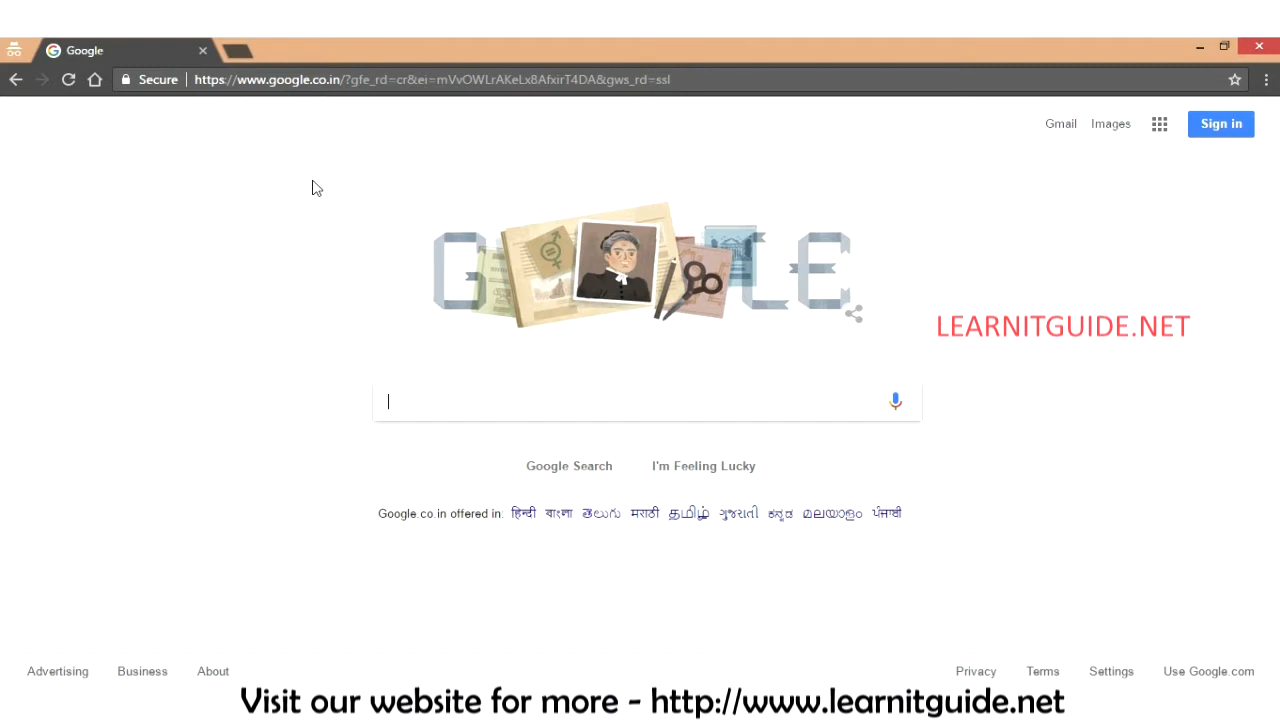 Google
Secure | https://www.google.co.in/?gfe_rd=cr&ei=mVvOWLrAKeLx8AfxirT4DA&gws_rd=ssl
Gmail Images Sign in
G GLE
LEARNITGUIDE.NET
Google Search I'm Feeling Lucky
Google.co.in offered in: हिन्दी বাংলা తెలుగు मराठी தமிழ் ગુજરાતી ಕನ್ನಡ മലയാളം ਪੰਜਾਬੀ
Advertising Business About Privacy Terms Settings Use Google.com
Visit our website for more - http://www.learnitguide.net